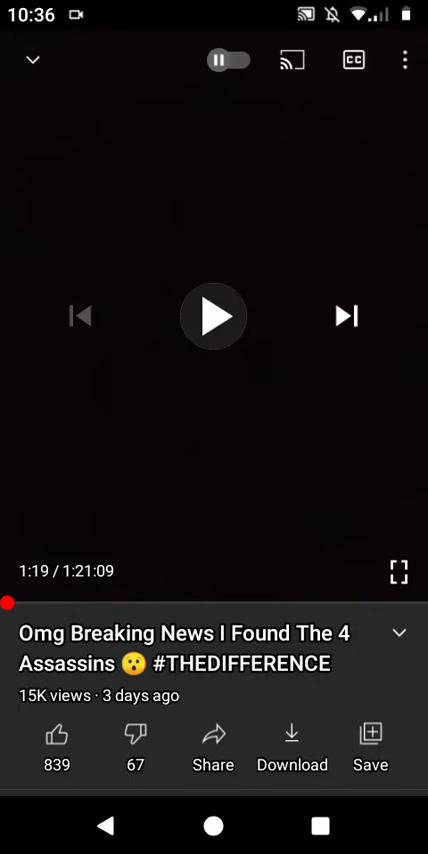 10:36
CC
1:19 / 1:21:09
Omg Breaking News I Found The 4
Assassins 😮 #THEDIFFERENCE
15K views · 3 days ago
839 67 Share Download Save